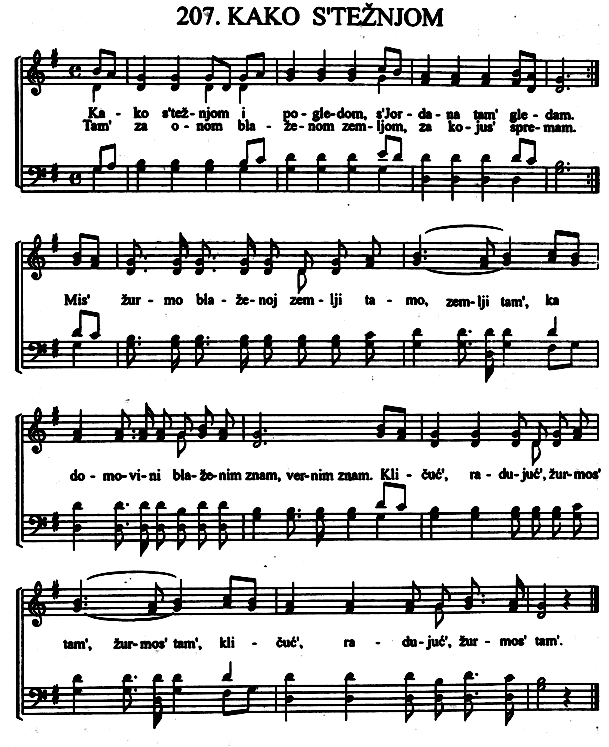 207. KAKO S'TEŽNJOM
Ka - ko s'tež - njom i po - gle - dom, s'Jor - da - na tam' gle - dam.
Tam' za o - nom bla - že - nom zem - ljom, za ko - jus' spre - mam.
Mis' žur - mo bla - že - noj zem - lji ta - mo, zem - lji tam', ka
do - mo - vi - ni bla - že - nim znam, ver - nim znam. Kli - čuć', ra - du - juć', žur - mos'
tam', žur - mos' tam', kli - čuć', ra - du - juć', žur - mos' tam'.